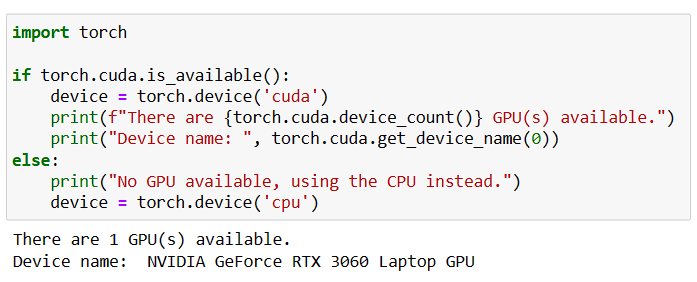 import torch

if torch.cuda.is_available():
    device = torch.device('cuda')
    print(f"There are {torch.cuda.device_count()} GPU(s) available.")
    print("Device name: ", torch.cuda.get_device_name(0))
else:
    print("No GPU available, using the CPU instead.")
    device = torch.device('cpu')
There are 1 GPU(s) available.
Device name:  NVIDIA GeForce RTX 3060 Laptop GPU